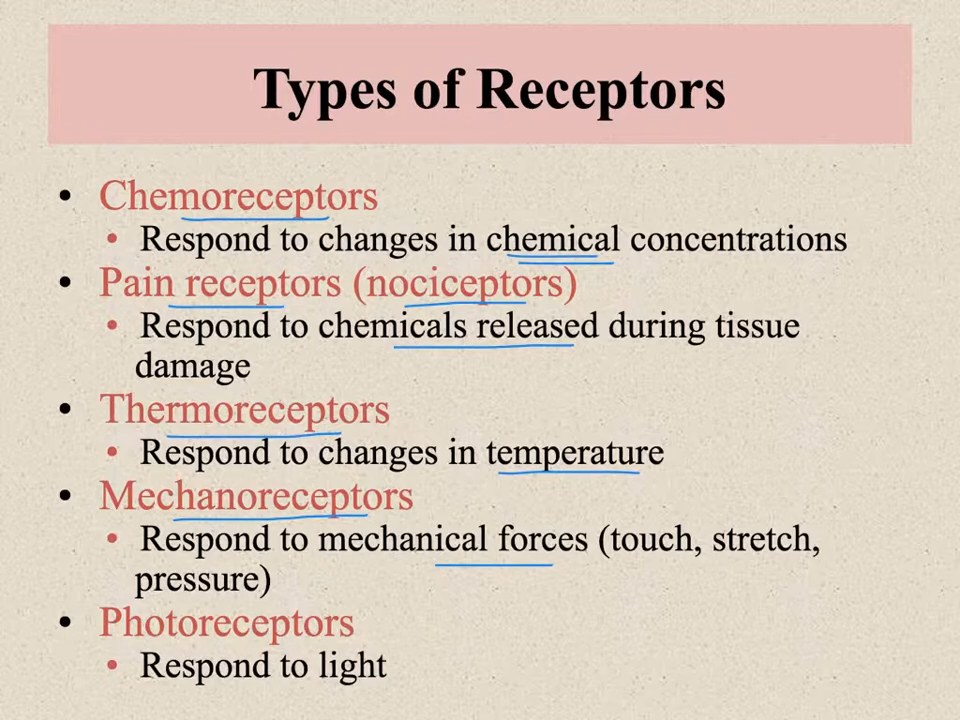 Types of Receptors
• Chemoreceptors
• Respond to changes in chemical concentrations
• Pain receptors (nociceptors)
• Respond to chemicals released during tissue
damage
• Thermoreceptors
• Respond to changes in temperature
• Mechanoreceptors
• Respond to mechanical forces (touch, stretch,
pressure)
• Photoreceptors
• Respond to light